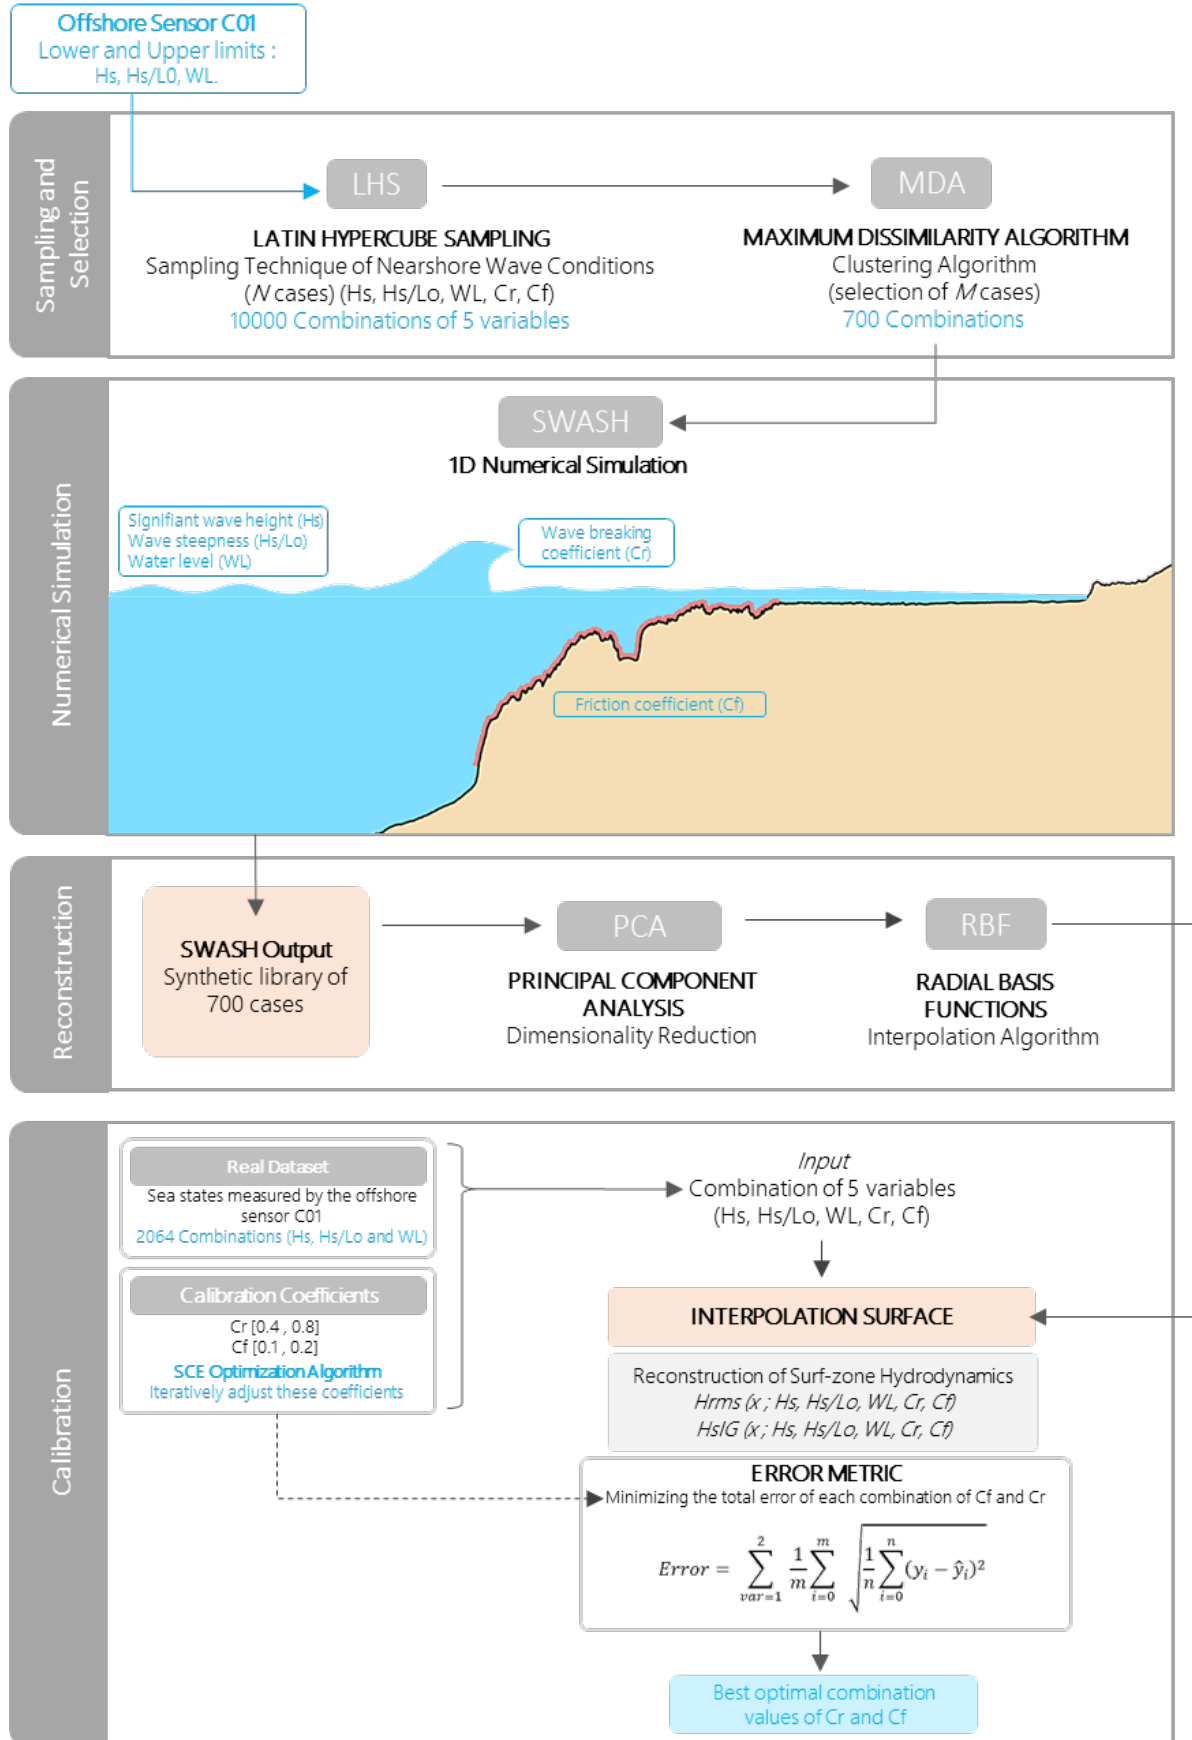 Offshore Sensor C01
Lower and Upper limits :
Hs, Hs/L0, WL.
Sampling and
Selection
LHS
LATIN HYPERCUBE SAMPLING
Sampling Technique of Nearshore Wave Conditions
(N cases) (Hs, Hs/Lo, WL, Cr, Cf)
10000 Combinations of 5 variables
MDA
MAXIMUM DISSIMILARITY ALGORITHM
Clustering Algorithm
(selection of M cases)
700 Combinations
Numerical Simulation
SWASH
1D Numerical Simulation
Signifiant wave height (Hs)
Wave steepness (Hs/Lo)
Water level (WL)
Wave breaking
coefficient (Cr)
Friction coefficient (Cf)
Reconstruction
SWASH Output
Synthetic library of
700 cases
PCA
PRINCIPAL COMPONENT
ANALYSIS
Dimensionality Reduction
RBF
RADIAL BASIS
FUNCTIONS
Interpolation Algorithm
Calibration
Real Dataset
Sea states measured by the offshore
sensor C01
2064 Combinations (Hs, Hs/Lo and WL)
Calibration Coefficients
Cr [0.4 , 0.8]
Cf [0.1 , 0.2]
SCE Optimization Algorithm
Iteratively adjust these coefficients
Input
Combination of 5 variables
(Hs, Hs/Lo, WL, Cr, Cf)
INTERPOLATION SURFACE
Reconstruction of Surf-zone Hydrodynamics
Hrms (x ; Hs, Hs/Lo, WL, Cr, Cf)
HsIG (x ; Hs, Hs/Lo, WL, Cr, Cf)
ERROR METRIC
Minimizing the total error of each combination of Cf and Cr
Error = ∑_{var=1}^{2} 1/m ∑_{i=0}^{m} √(1/n ∑_{i=0}^{n} (y_i − ŷ_i)²)
Best optimal combination
values of Cr and Cf